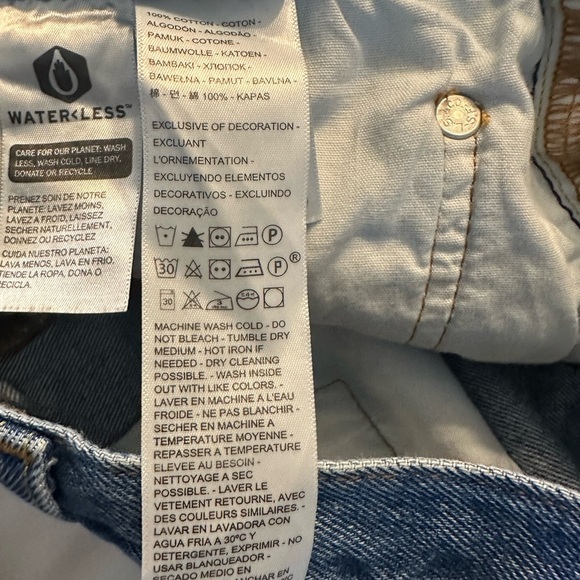 WATER<LESS™
CARE FOR OUR PLANET: WASH
LESS, WASH COLD, LINE DRY,
DONATE OR RECYCLE.
PRENEZ SOIN DE NOTRE
PLANETE: LAVEZ MOINS,
LAVEZ A FROID, LAISSEZ
SECHER NATURELLEMENT,
DONNEZ OU RECYCLEZ
CUIDA NUESTRO PLANETA:
LAVA MENOS, LAVA EN FRIO,
TIENDE LA ROPA, DONA O
RECICLA.
100% COTTON - COTON -
ALGODÓN - ALGODÃO -
PAMUK - COTONE -
BAUMWOLLE - KATOEN -
BAMBAKI - ХЛОПОК -
BAWEŁNA - PAMUT - BAVLNA -
棉 - 면 - 綿 100% - KAPAS
EXCLUSIVE OF DECORATION -
EXCLUANT
L'ORNEMENTATION -
EXCLUYENDO ELEMENTOS
DECORATIVOS - EXCLUINDO
DECORAÇÃO
P
30 P ®
30
MACHINE WASH COLD - DO
NOT BLEACH - TUMBLE DRY
MEDIUM - HOT IRON IF
NEEDED - DRY CLEANING
POSSIBLE. - WASH INSIDE
OUT WITH LIKE COLORS. -
LAVER EN MACHINE A L'EAU
FROIDE - NE PAS BLANCHIR -
SECHER EN MACHINE A
TEMPERATURE MOYENNE -
REPASSER A TEMPERATURE
ELEVEE AU BESOIN -
NETTOYAGE A SEC
POSSIBLE. - LAVER LE
VETEMENT RETOURNE, AVEC
DES COULEURS SIMILAIRES. -
LAVAR EN LAVADORA CON
AGUA FRIA A 30ºC Y
DETERGENTE, EXPRIMIR - NO
USAR BLANQUEADOR -
SECADO MEDIO EN